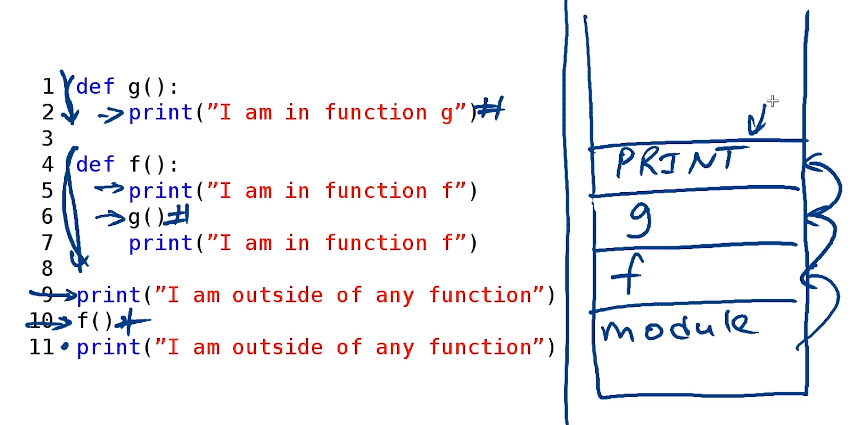 1 def g():
2 print(”I am in function g”)#
3
4 def f():
5 print(”I am in function f”)
6 g()#
7 print(”I am in function f”)
8
9 print(”I am outside of any function”)
10 f()*
11 print(”I am outside of any function”)
PRINT
g
f
module